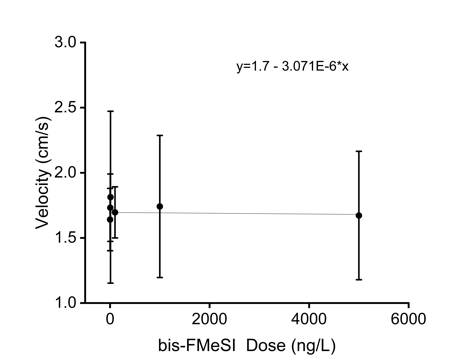 3.0
y=1.7 - 3.071E-6*x
2.5
2.0
Velocity (cm/s)
1.5
1.0
0 2000 4000 6000
bis-FMeSI Dose (ng/L)